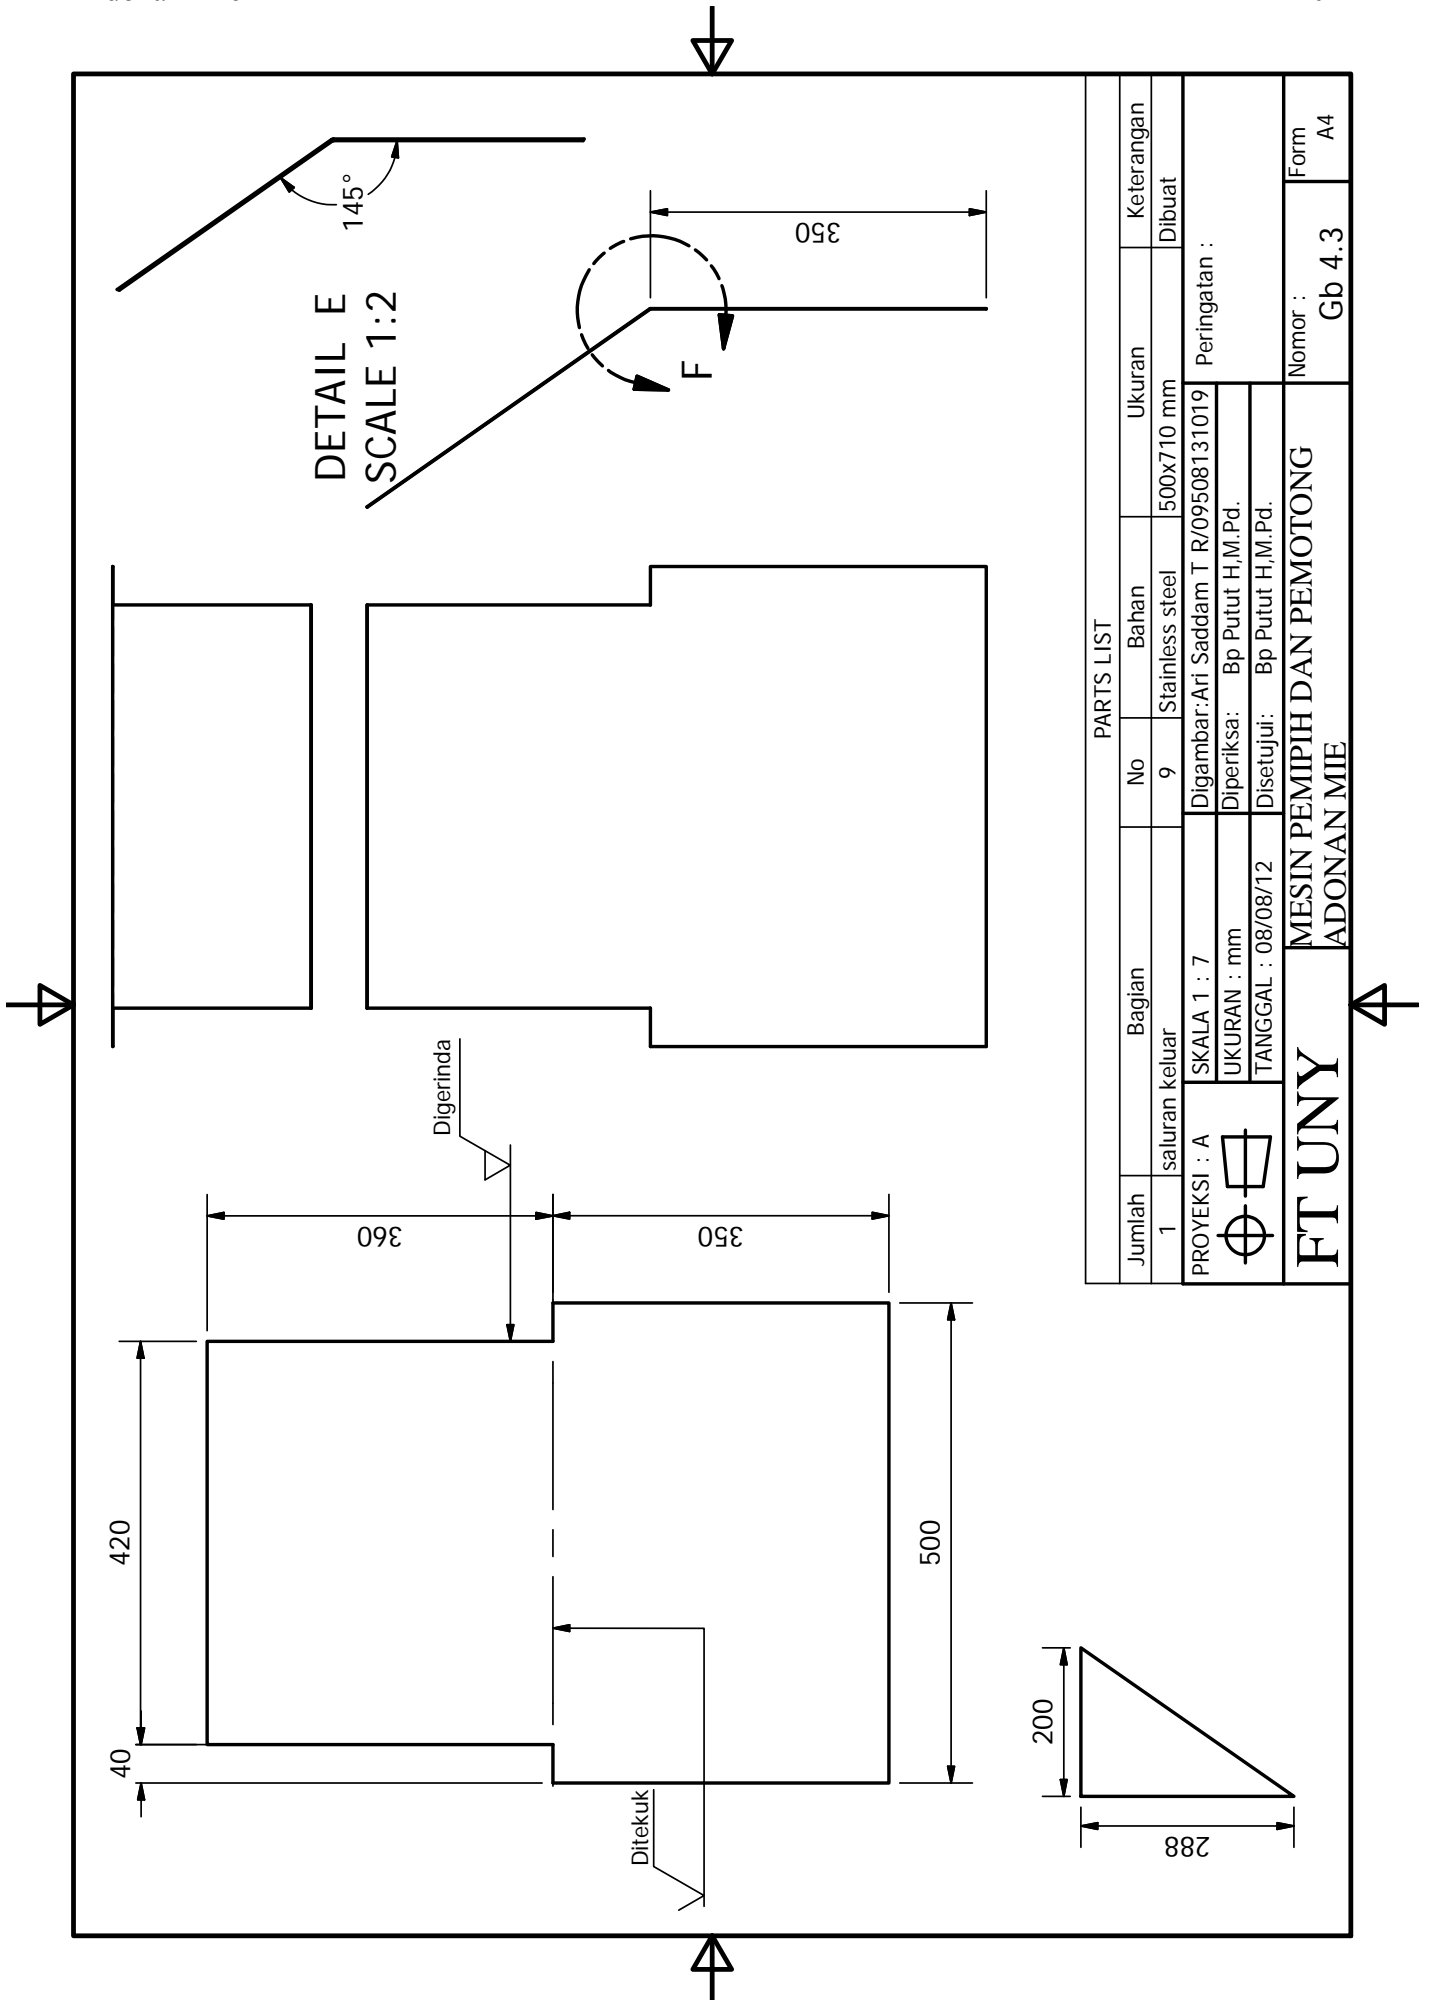 420
40
360
350
500
Digerinda
Ditekuk
200
288
145°
DETAIL E
SCALE 1:2
F
350
PARTS LIST
Jumlah Bagian No Bahan Ukuran Keterangan
1 saluran keluar 9 Stainless steel 500x710 mm Dibuat
PROYEKSI : A
SKALA 1 : 7
UKURAN : mm
TANGGAL : 08/08/12
Digambar:Ari Saddam T R/09508131019
Diperiksa: Bp Putut H,M.Pd.
Disetujui: Bp Putut H,M.Pd.
Peringatan :
FT UNY
MESIN PEMIPIH DAN PEMOTONG
ADONAN MIE
Nomor :
Gb 4.3
Form
A4